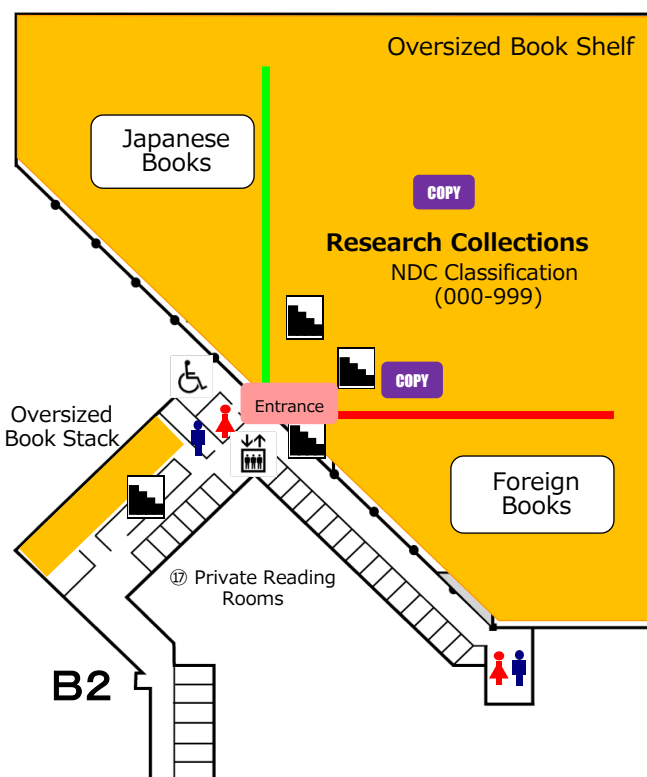 Oversized Book Shelf
Japanese
Books
COPY
Research Collections
NDC Classification
(000-999)
COPY
Entrance
Oversized
Book Stack
Foreign
Books
⑰ Private Reading
Rooms
B2